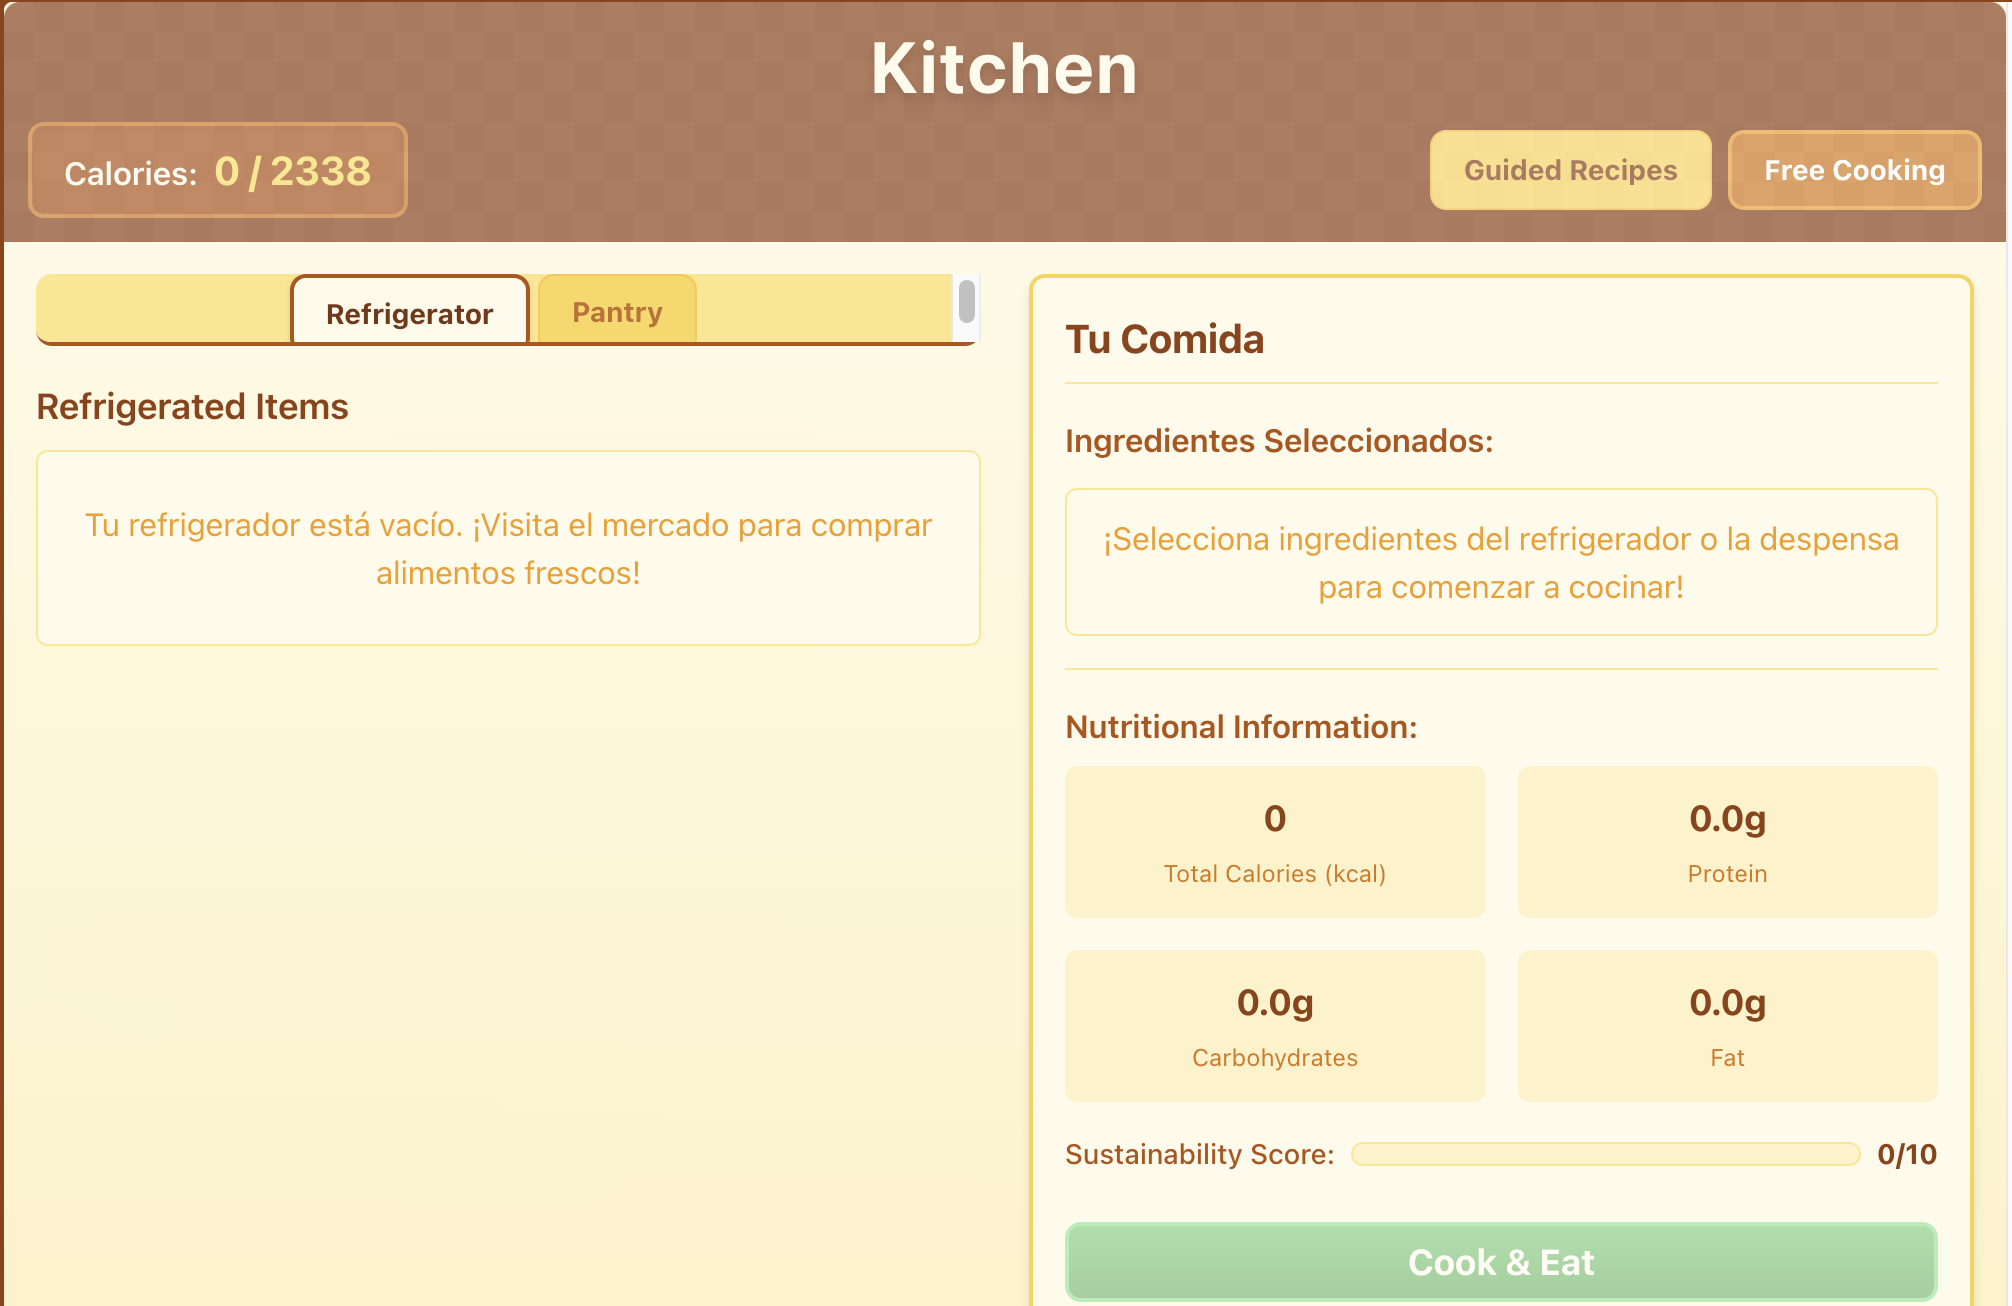 Kitchen
Calories: 0 / 2338
Guided Recipes
Free Cooking
Refrigerator
Pantry
Refrigerated Items
Tu refrigerador está vacío. ¡Visita el mercado para comprar
alimentos frescos!
Tu Comida
Ingredientes Seleccionados:
¡Selecciona ingredientes del refrigerador o la despensa
para comenzar a cocinar!
Nutritional Information:
0
Total Calories (kcal)
0.0g
Protein
0.0g
Carbohydrates
0.0g
Fat
Sustainability Score: 0/10
Cook & Eat